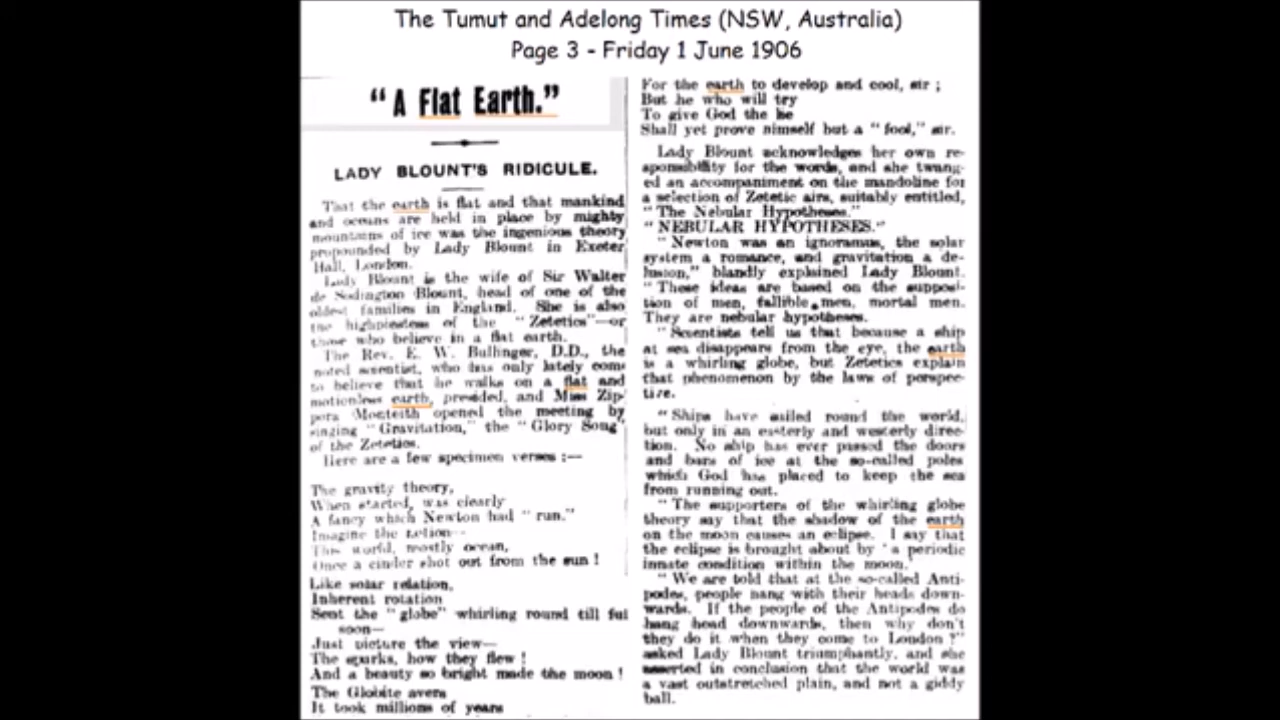 The Tumut and Adelong Times (NSW, Australia)
Page 3 - Friday 1 June 1906
"A Flat Earth."
LADY BLOUNT'S RIDICULE.
That the earth is flat and that mankind
and oceans are held in place by mighty
mountains of ice was the ingenious theory
propounded by Lady Blount in Exeter
Hall, London.
Lady Blount is the wife of Sir Walter
de Sodington Blount, head of one of the
oldest families in England. She is also
the highpriestess of the "Zetetics"—or
those who believe in a flat earth.
The Rev. E. W. Bullinger, D.D., the
noted scientist, who has only lately come
to believe that he walks on a flat and
motionless earth, presided, and Miss Zip-
pora Monteith opened the meeting by
singing "Gravitation," the "Glory Song"
of the Zetetics.
Here are a few specimen verses :—
The gravity theory,
When started, was clearly
A fancy which Newton had "run."
Imagine the notion—
This world, mostly ocean,
Once a cinder shot out from the sun !
Like solar relation,
Inherent rotation
Sent the "globe" whirling round till ful
soon—
Just picture the view—
The sparks, how they flew !
And a beauty so bright made the moon !
The Globite avers
It took millions of years
For the earth to develop and cool, sir ;
But he who will try
To give God the lie
Shall yet prove himself but a "fool," sir.
Lady Blount acknowledges her own re-
sponsibility for the words, and she twang-
ed an accompaniment on the mandoline for
a selection of Zetetic airs, suitably entitled,
"The Nebular Hypotheses."
"NEBULAR HYPOTHESES."
"Newton was an ignoramus, the solar
system a romance, and gravitation a de-
lusion," blandly explained Lady Blount.
"These ideas are based on the supposi-
tion of men, fallible men, mortal men.
They are nebular hypotheses.
"Scientists tell us that because a ship
at sea disappears from the eye, the earth
is a whirling globe, but Zetetics explain
that phenomenon by the laws of perspec-
tive.
"Ships have sailed round the world,
but only in an easterly and westerly direc-
tion. No ship has ever passed the doors
and bars of ice at the so-called poles
which God has placed to keep the sea
from running out.
"The supporters of the whirling globe
theory say that the shadow of the earth
on the moon causes an eclipse. I say that
the eclipse is brought about by 'a periodic
innate condition within the moon.'
"We are told that at the so-called Anti-
podes, people hang with their heads down-
wards. If the people of the Antipodes do
hang head downwards, then why don't
they do it when they come to London ?"
asked Lady Blount triumphantly, and she
asserted in conclusion that the world was
a vast outstretched plain, and not a giddy
ball.